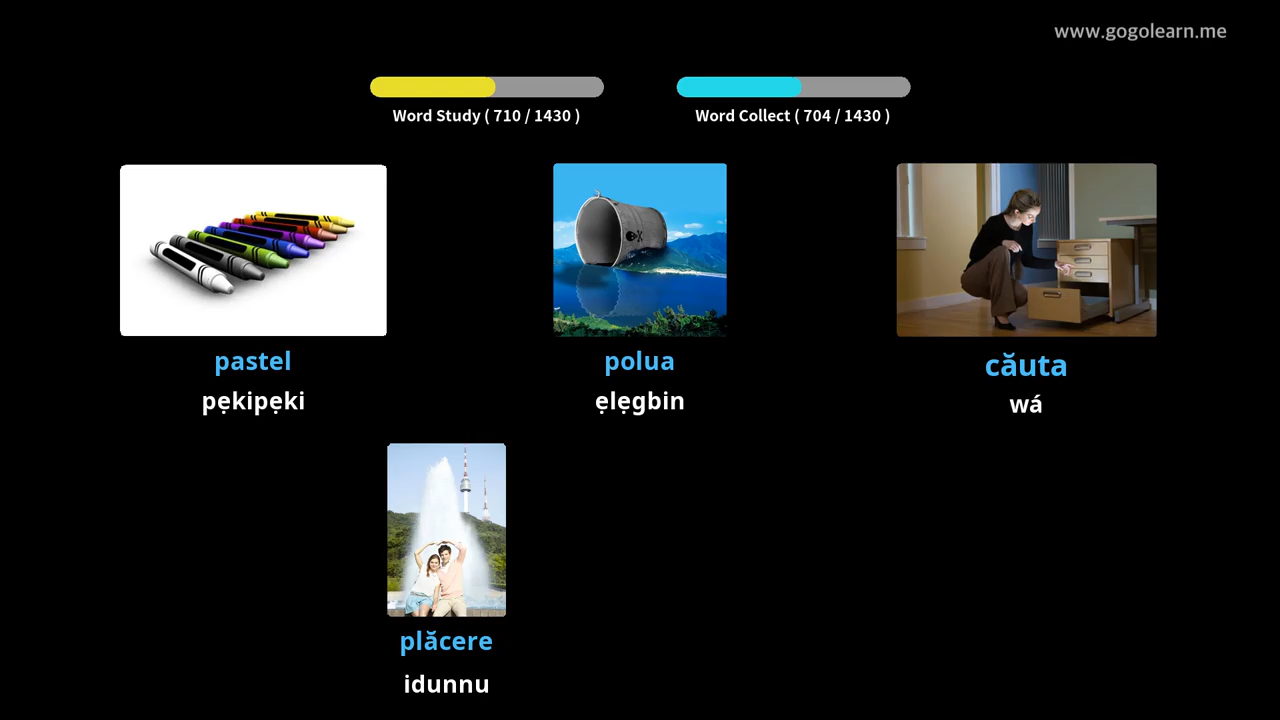 www.gogolearn.me
Word Study ( 710 / 1430 )
Word Collect ( 704 / 1430 )
pastel
pẹkipẹki
polua
ẹlẹgbin
căuta
wá
plăcere
idunnu